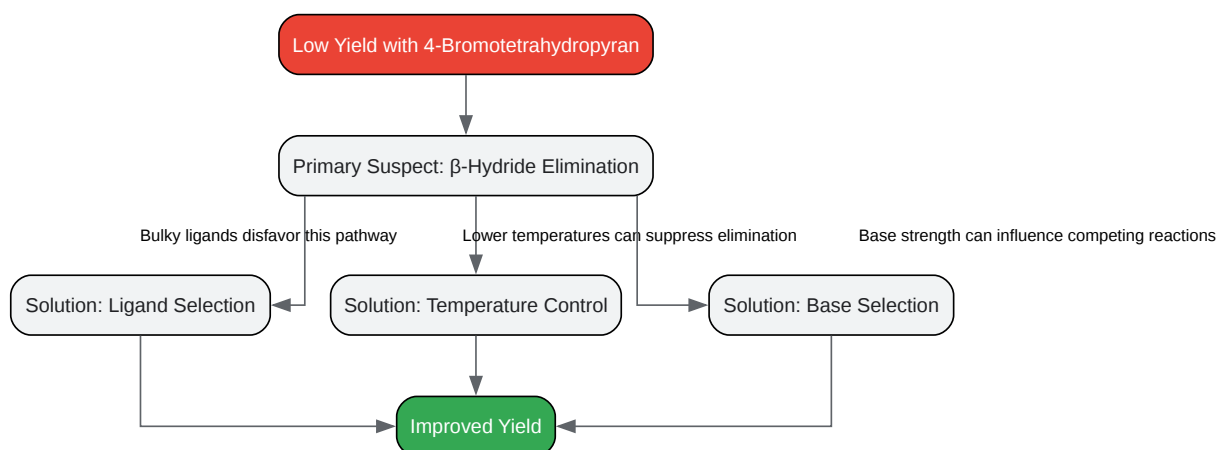 Low Yield with 4-Bromotetrahydropyran
Primary Suspect: β-Hydride Elimination
Bulky ligands disfavor this pathway
Lower temperatures can suppress elimination
Base strength can influence competing reactions
Solution: Ligand Selection
Solution: Temperature Control
Solution: Base Selection
Improved Yield